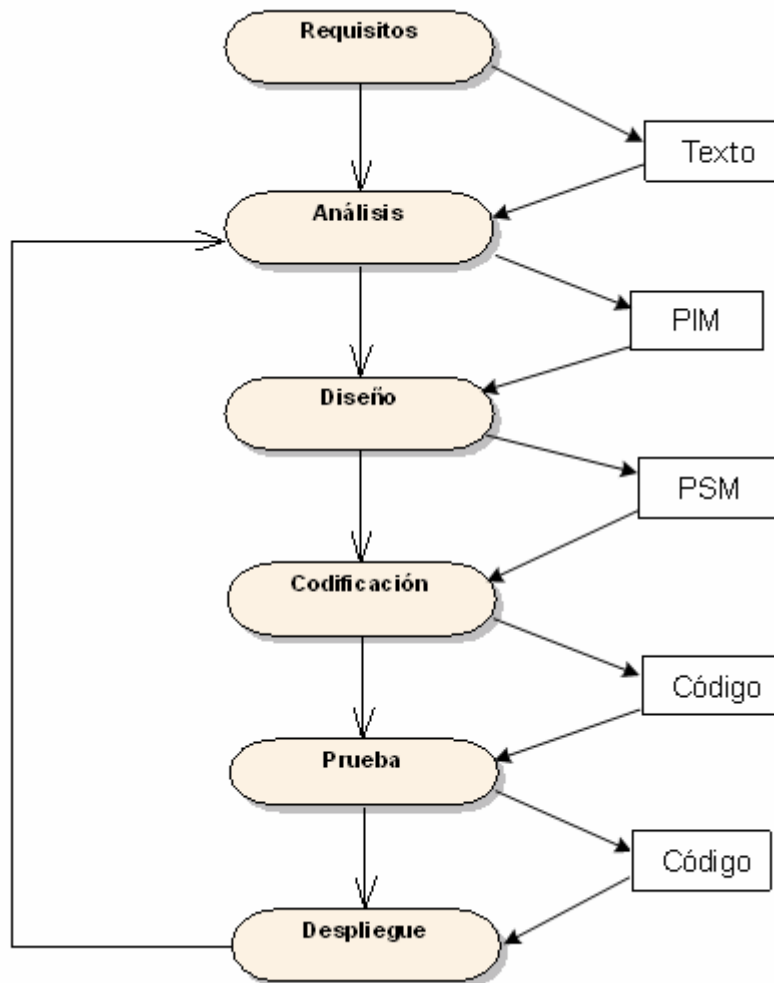 Requisitos
Texto
Análisis
PIM
Diseño
PSM
Codificación
Código
Prueba
Código
Despliegue